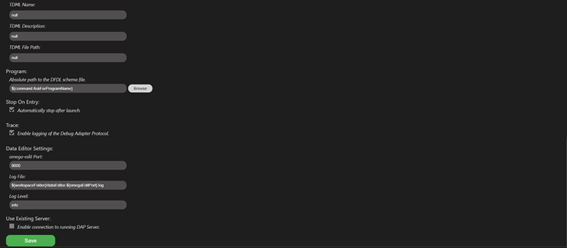 TDML Name:
null
TDML Description:
null
TDML File Path:
null
Program:
Absolute path to the DFDL schema file.
${command:AskForProgramName}
Browse
Stop On Entry:
Automatically stop after launch.
Trace:
Enable logging of the Debug Adapter Protocol.
Data Editor Settings:
omega-edit Port:
9000
Log File:
${workspaceFolder}/dataEditor-${omegaEditPort}.log
Log Level:
info
Use Existing Server:
Enable connection to running DAP Server.
Save